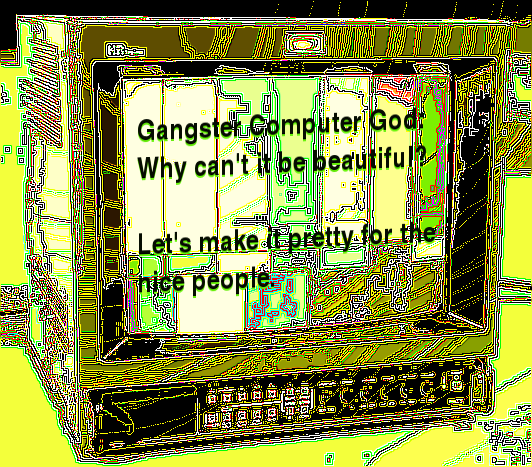 Gangster Computer God-
Why can't it be beautiful?
Let's make it pretty for the
nice people.